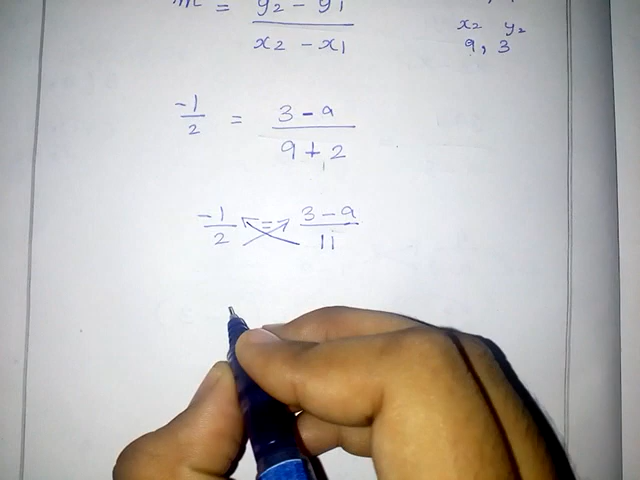 m = y2 - y1 / x2 - x1
x2 y2
9, 3
-1/2 = 3 - a / 9 + 2
-1/2 = 3 - a / 11